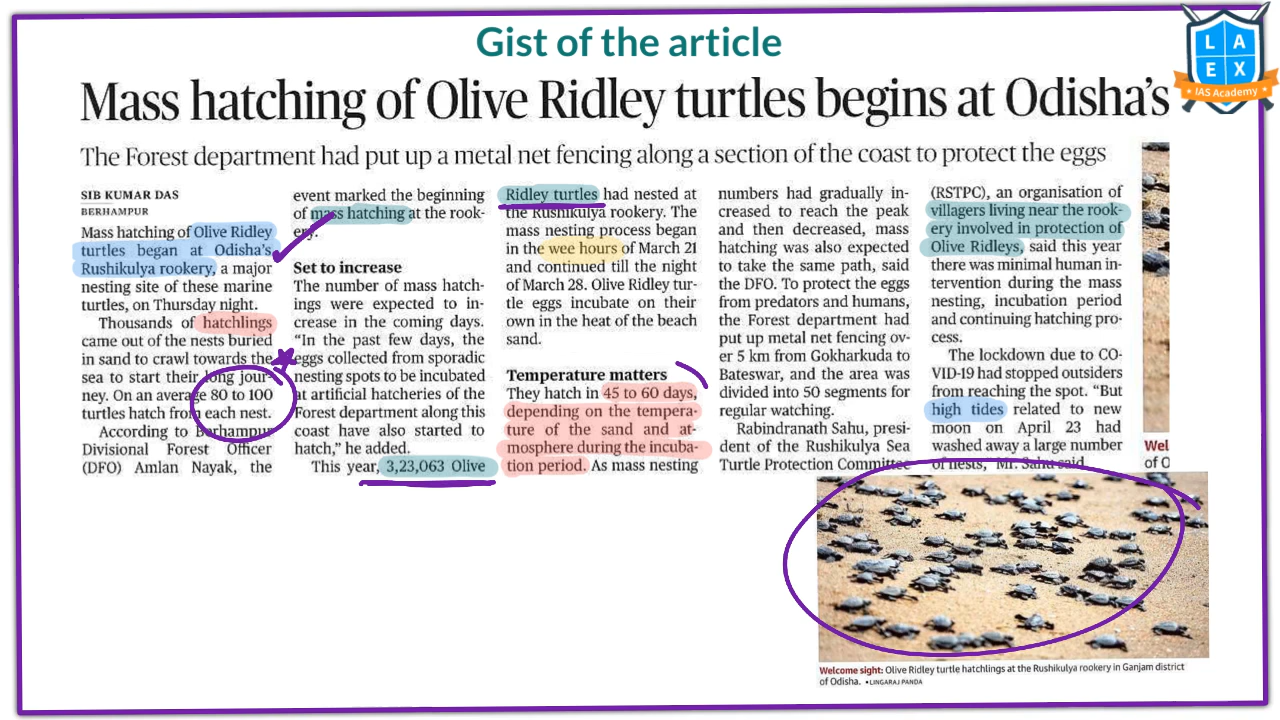 Gist of the article
L A
E X
IAS Academy
Mass hatching of Olive Ridley turtles begins at Odisha's
The Forest department had put up a metal net fencing along a section of the coast to protect the eggs
SIB KUMAR DAS
BERHAMPUR
Mass hatching of Olive Ridley
turtles began at Odisha's
Rushikulya rookery, a major
nesting site of these marine
turtles, on Thursday night.
Thousands of hatchlings
came out of the nests buried
in sand to crawl towards the
sea to start their long jour-
ney. On an average 80 to 100
turtles hatch from each nest.
According to Berhampur
Divisional Forest Officer
(DFO) Amlan Nayak, the
event marked the beginning
of mass hatching at the rook-
ery.
Set to increase
The number of mass hatch-
ings were expected to in-
crease in the coming days.
“In the past few days, the
eggs collected from sporadic
nesting spots to be incubated
at artificial hatcheries of the
Forest department along this
coast have also started to
hatch,” he added.
This year, 3,23,063 Olive
Ridley turtles had nested at
the Rushikulya rookery. The
mass nesting process began
in the wee hours of March 21
and continued till the night
of March 28. Olive Ridley tur-
tle eggs incubate on their
own in the heat of the beach
sand.
Temperature matters
They hatch in 45 to 60 days,
depending on the tempera-
ture of the sand and at-
mosphere during the incuba-
tion period. As mass nesting
numbers had gradually in-
creased to reach the peak
and then decreased, mass
hatching was also expected
to take the same path, said
the DFO. To protect the eggs
from predators and humans,
the Forest department had
put up metal net fencing ov-
er 5 km from Gokharkuda to
Bateswar, and the area was
divided into 50 segments for
regular watching.
Rabindranath Sahu, presi-
dent of the Rushikulya Sea
Turtle Protection Committee
(RSTPC), an organisation of
villagers living near the rook-
ery involved in protection of
Olive Ridleys, said this year
there was minimal human in-
tervention during the mass
nesting, incubation period
and continuing hatching pro-
cess.
The lockdown due to CO-
VID-19 had stopped outsiders
from reaching the spot. “But
high tides related to new
moon on April 23 had
washed away a large number
of nests,” Mr. Sahu said.
Wel
of O
Welcome sight: Olive Ridley turtle hatchlings at the Rushikulya rookery in Ganjam district
of Odisha. • LINGARAJ PANDA